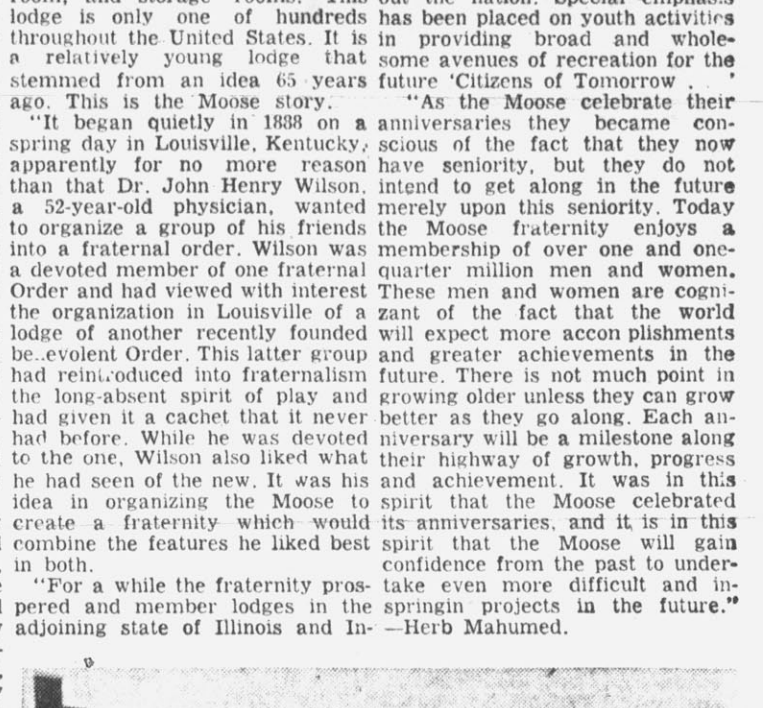 room, and storage rooms. This
lodge is only one of hundreds
throughout the United States. It is
a relatively young lodge that
stemmed from an idea 65 years
ago. This is the Moose story.
"It began quietly in 1888 on a
spring day in Louisville, Kentucky,
apparently for no more reason
than that Dr. John Henry Wilson,
a 52-year-old physician, wanted
to organize a group of his friends
into a fraternal order. Wilson was
a devoted member of one fraternal
Order and had viewed with interest
the organization in Louisville of a
lodge of another recently founded
be..evolent Order. This latter group
had reintroduced into fraternalism
the long-absent spirit of play and
had given it a cachet that it never
had before. While he was devoted
to the one, Wilson also liked what
he had seen of the new. It was his
idea in organizing the Moose to
create a fraternity which would
combine the features he liked best
in both.
"For a while the fraternity pros-
pered and member lodges in the
adjoining state of Illinois and In-
out the nation. Special emphasis
has been placed on youth activities
in providing broad and whole-
some avenues of recreation for the
future 'Citizens of Tomorrow . . '
"As the Moose celebrate their
anniversaries they became con-
scious of the fact that they now
have seniority, but they do not
intend to get along in the future
merely upon this seniority. Today
the Moose fraternity enjoys a
membership of over one and one-
quarter million men and women.
These men and women are cogni-
zant of the fact that the world
will expect more accon plishments
and greater achievements in the
future. There is not much point in
growing older unless they can grow
better as they go along. Each an-
niversary will be a milestone along
their highway of growth, progress
and achievement. It was in this
spirit that the Moose celebrated
its anniversaries, and it is in this
spirit that the Moose will gain
confidence from the past to under-
take even more difficult and in-
springin projects in the future."
—Herb Mahumed.